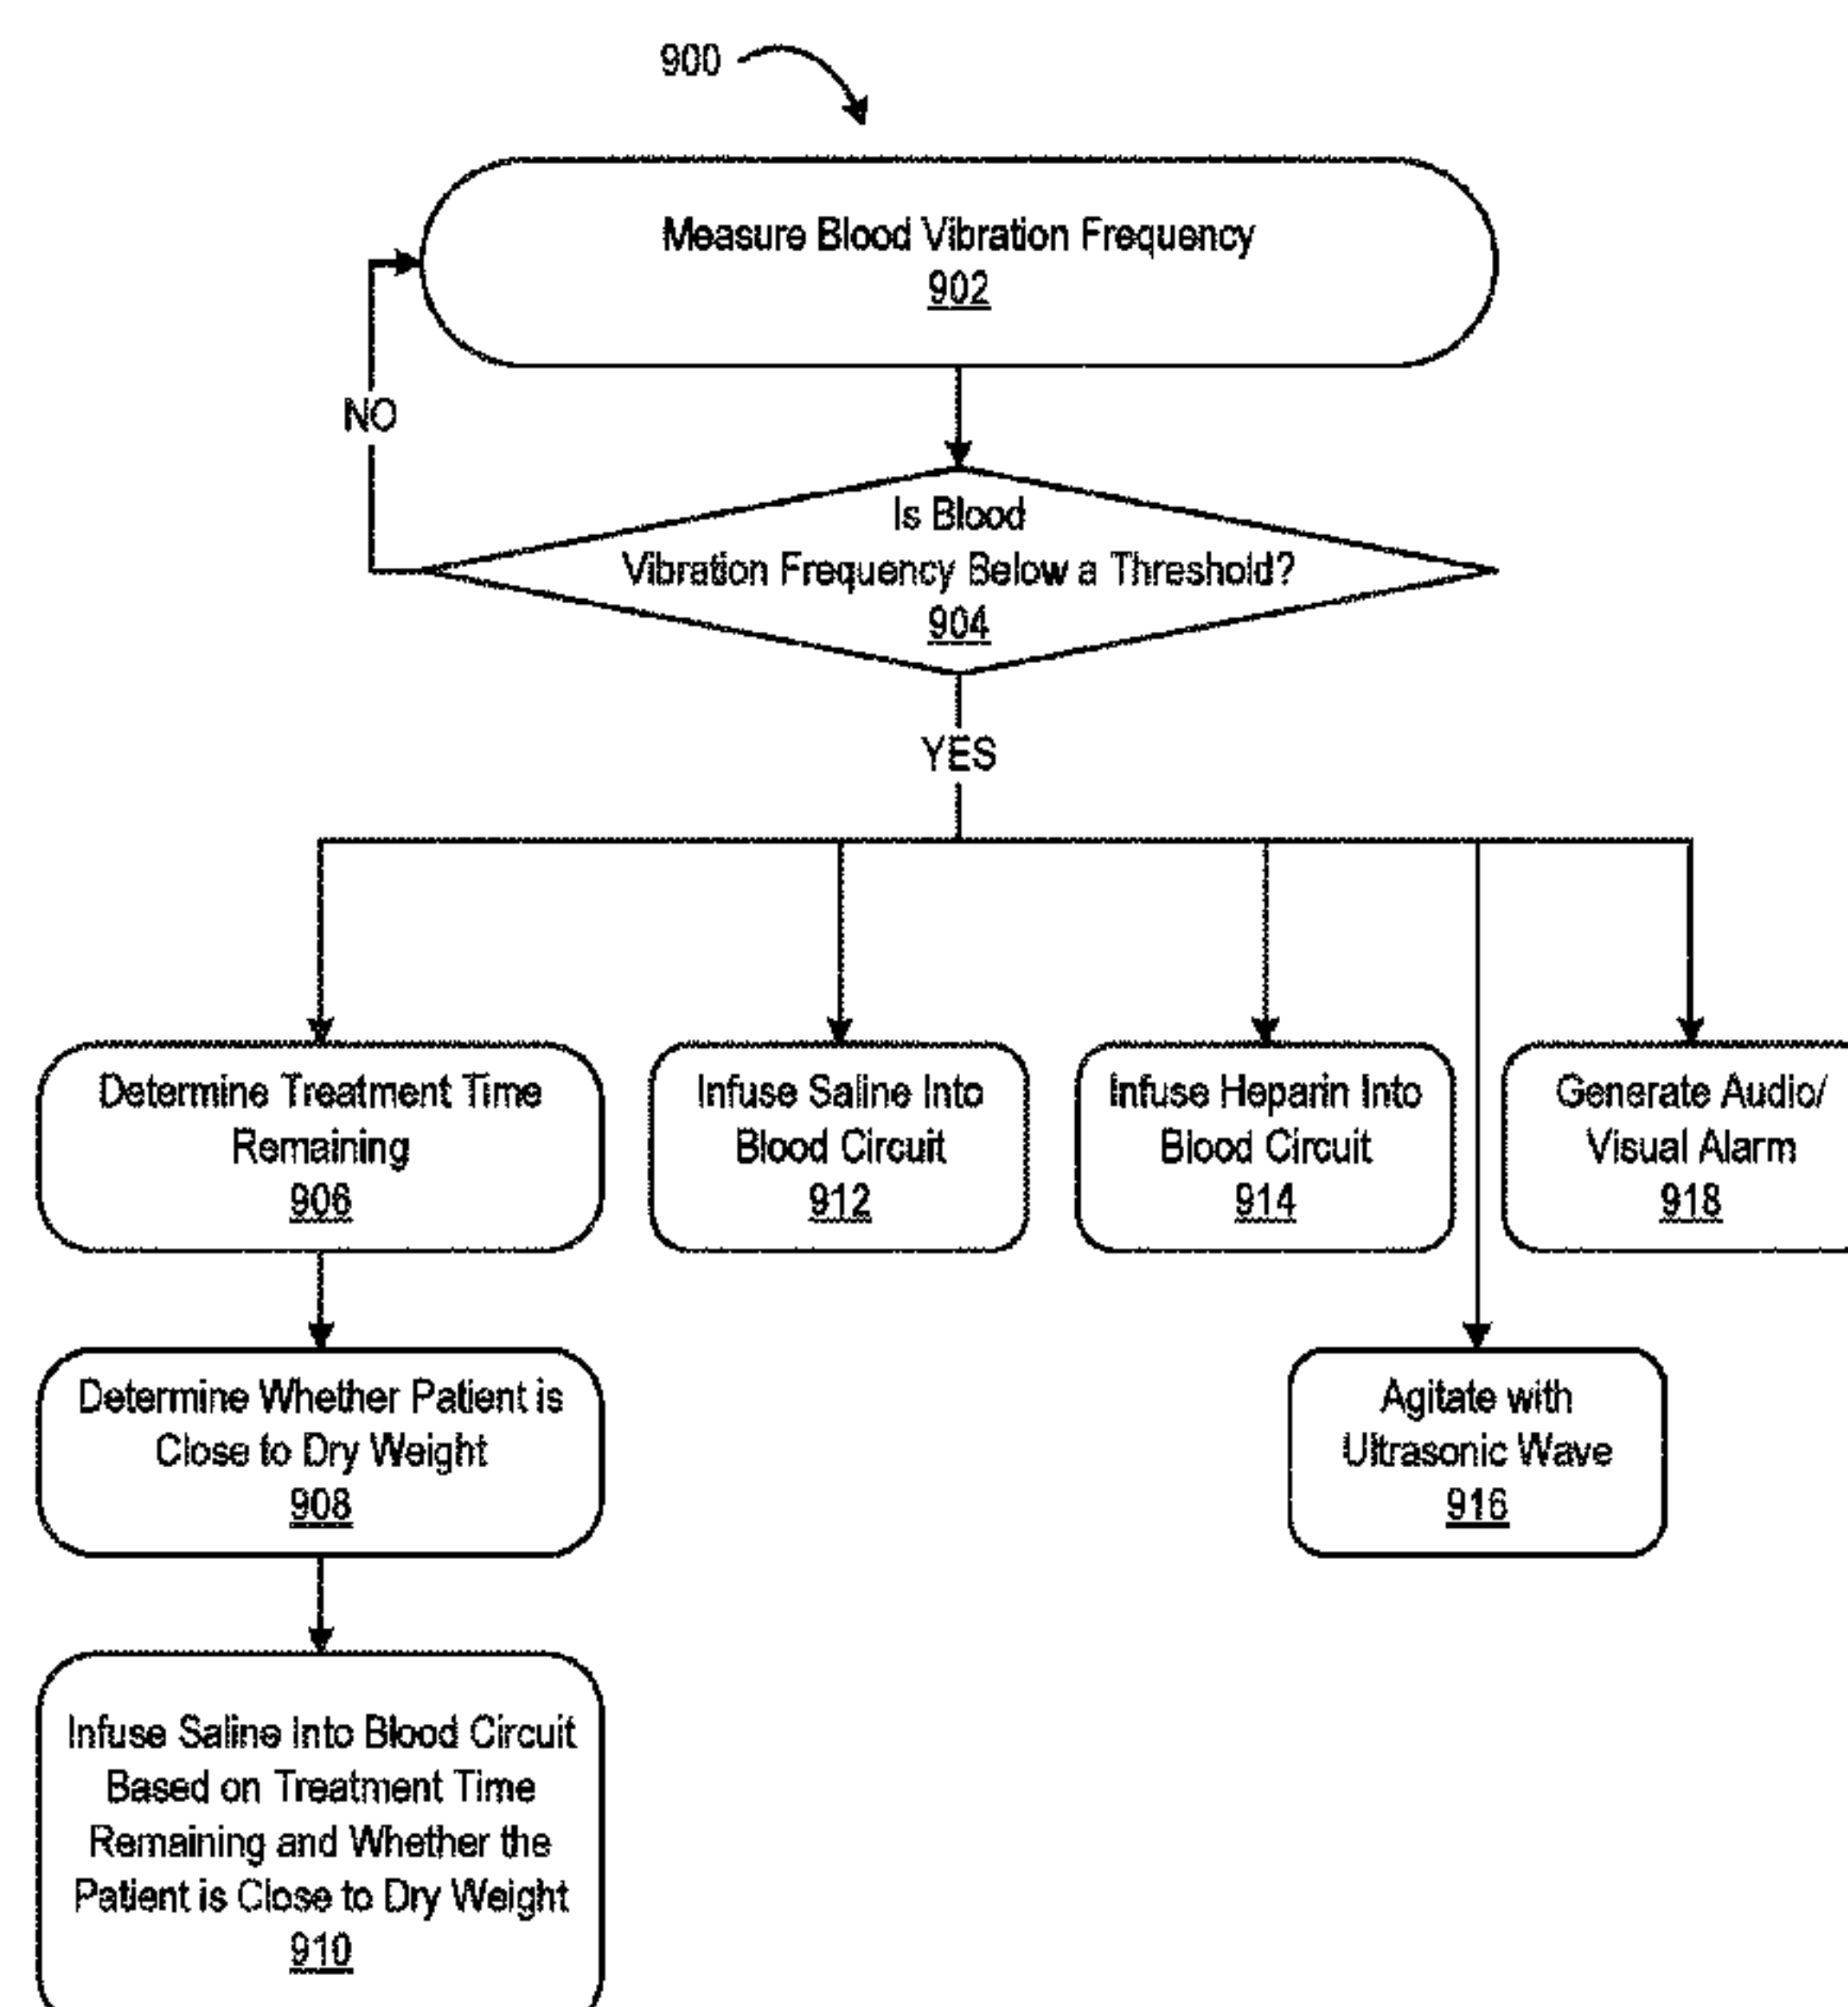 900
Measure Blood Vibration Frequency
902
NO
Is Blood
Vibration Frequency Below a Threshold?
904
YES
Determine Treatment Time
Remaining
906
Infuse Saline Into
Blood Circuit
912
Infuse Heparin Into
Blood Circuit
914
Generate Audio/
Visual Alarm
918
Determine Whether Patient is
Close to Dry Weight
908
Agitate with
Ultrasonic Wave
916
Infuse Saline Into Blood Circuit
Based on Treatment Time
Remaining and Whether the
Patient is Close to Dry Weight
910